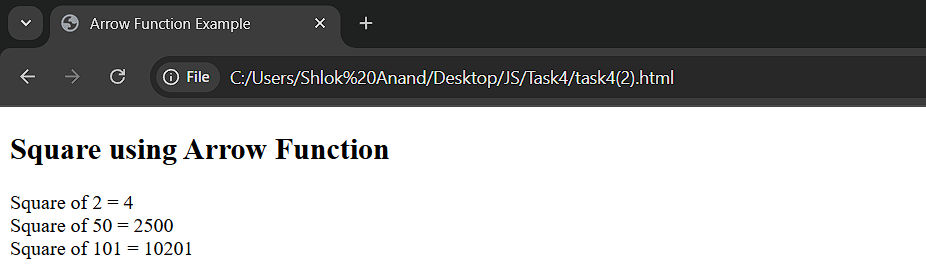 Arrow Function Example
File C:/Users/Shlok%20Anand/Desktop/JS/Task4/task4(2).html
Square using Arrow Function
Square of 2 = 4
Square of 50 = 2500
Square of 101 = 10201